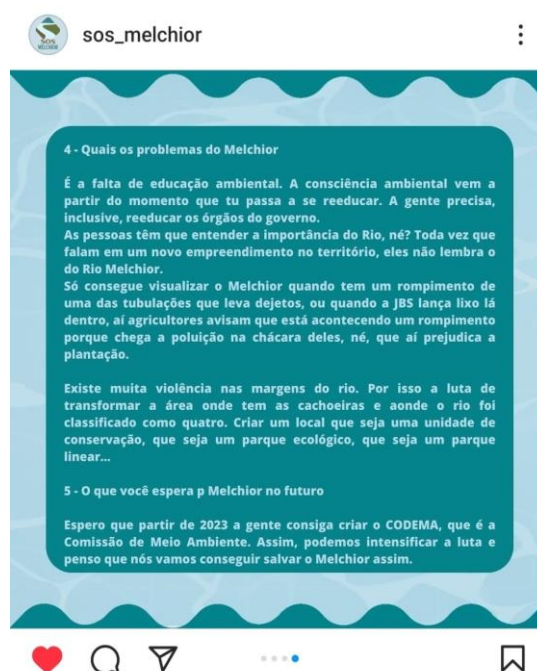 SOS
MELCHIOR
sos_melchior
4 - Quais os problemas do Melchior
É a falta de educação ambiental. A consciência ambiental vem a
partir do momento que tu passa a se reeducar. A gente precisa,
inclusive, reeducar os órgãos do governo.
As pessoas têm que entender a importância do Rio, né? Toda vez que
falam em um novo empreendimento no território, eles não lembra o
do Rio Melchior.
Só consegue visualizar o Melchior quando tem um rompimento de
uma das tubulações que leva dejetos, ou quando a JBS lança lixo lá
dentro, aí agricultores avisam que está acontecendo um rompimento
porque chega a poluição na chácara deles, né, que aí prejudica a
plantação.
Existe muita violência nas margens do rio. Por isso a luta de
transformar a área onde tem as cachoeiras e aonde o rio foi
classificado como quatro. Criar um local que seja uma unidade de
conservação, que seja um parque ecológico, que seja um parque
linear...
5 - O que você espera p Melchior no futuro
Espero que partir de 2023 a gente consiga criar o CODEMA, que é a
Comissão de Meio Ambiente. Assim, podemos intensificar a luta e
penso que nós vamos conseguir salvar o Melchior assim.